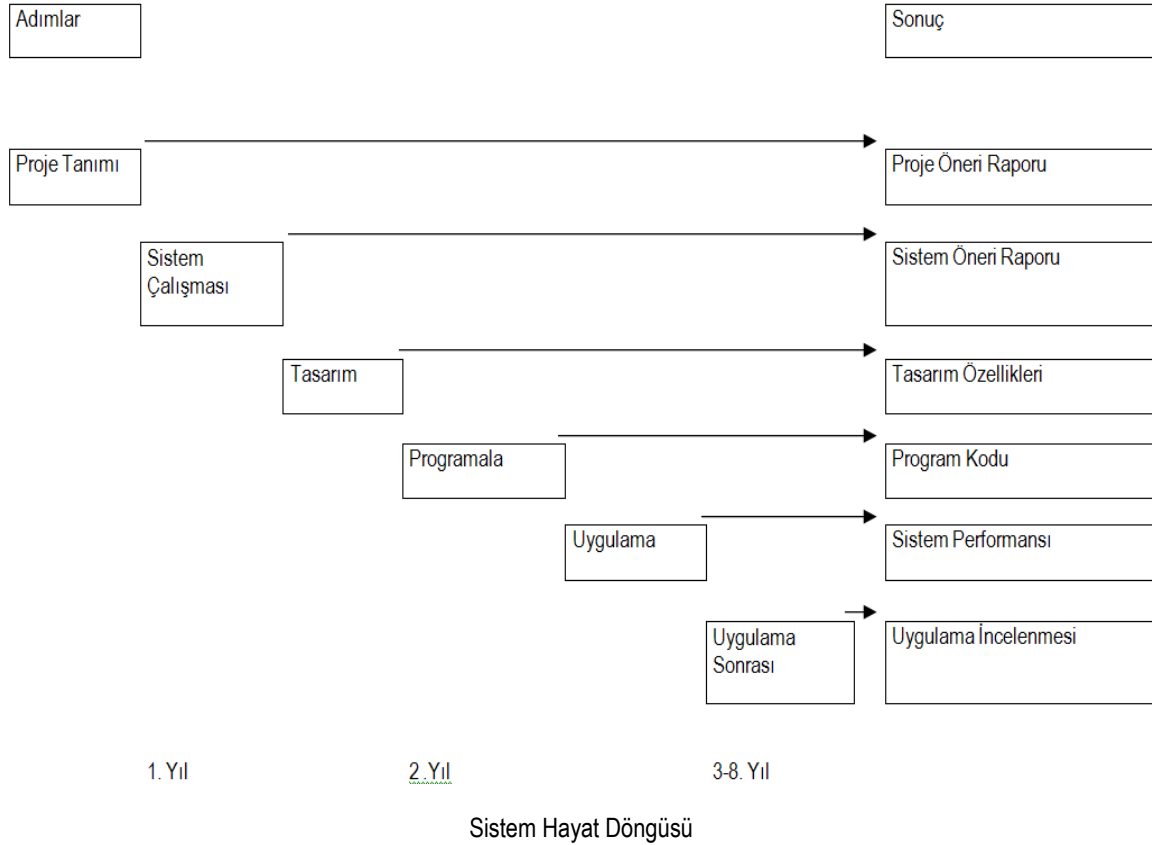 Adımlar
Sonuç
Proje Tanımı
Proje Öneri Raporu
Sistem
Çalışması
Sistem Öneri Raporu
Tasarım
Tasarım Özellikleri
Programala
Program Kodu
Uygulama
Sistem Performansı
Uygulama
Sonrası
Uygulama İncelenmesi
1. Yıl
2 .Yıl
3-8. Yıl
Sistem Hayat Döngüsü